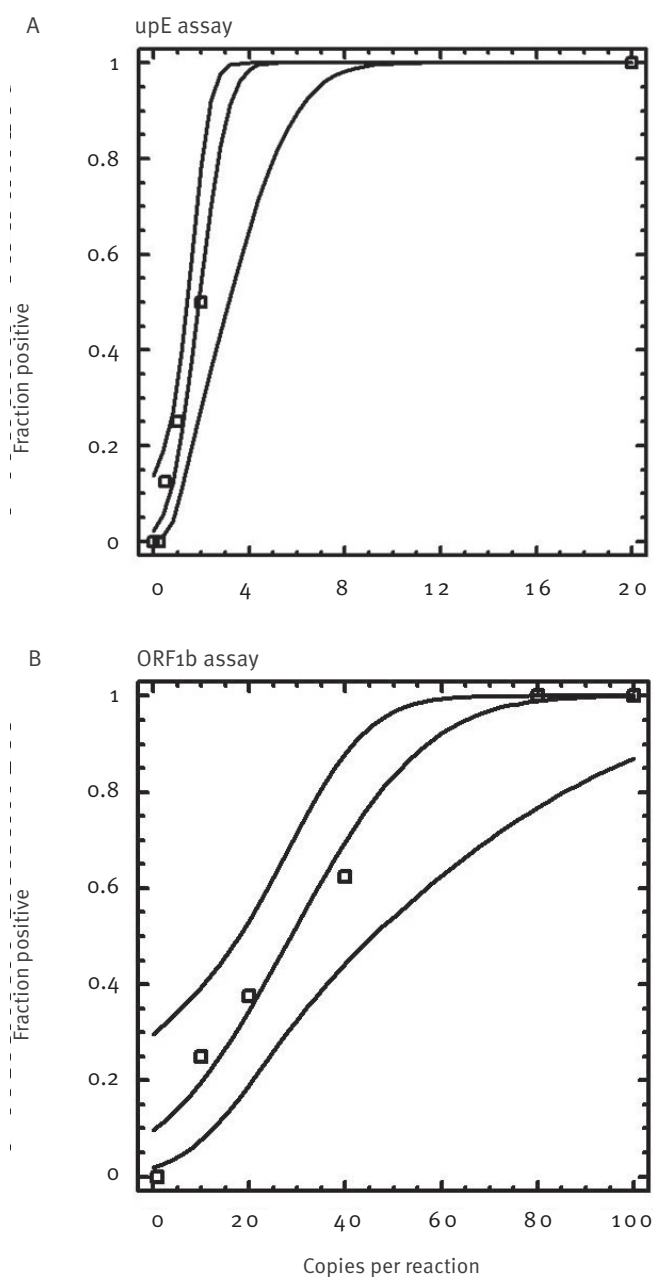 A
upE assay
1
0.8
0.6
0.4
0.2
0
Fraction positive
0 4 8 12 16 20
B
ORF1b assay
1
0.8
0.6
0.4
0.2
0
Fraction positive
0 20 40 60 80 100
Copies per reaction